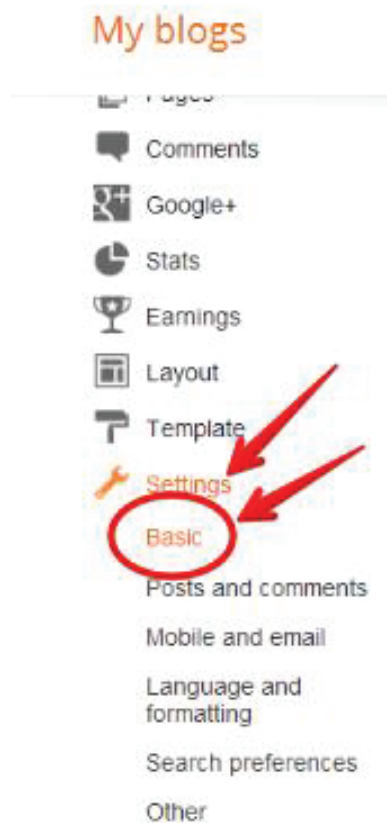 My blogs
Pages
Comments
Google+
Stats
Earnings
Layout
Template
Settings
Basic
Posts and comments
Mobile and email
Language and
formatting
Search preferences
Other